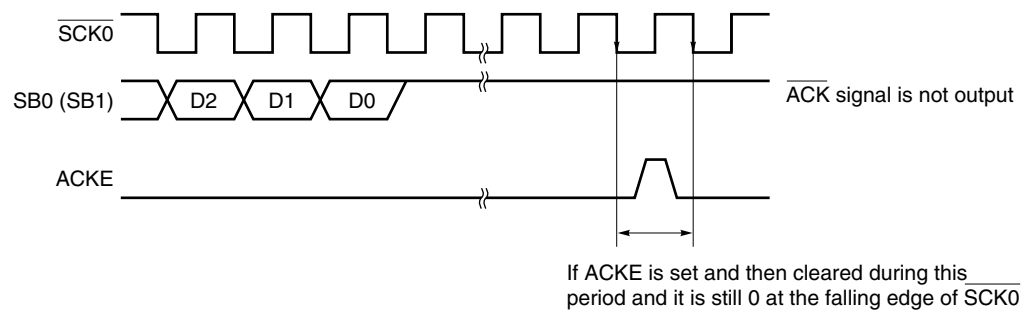 SCK0
SB0 (SB1) D2 D1 D0 ACK signal is not output
ACKE
If ACKE is set and then cleared during this
period and it is still 0 at the falling edge of SCK0